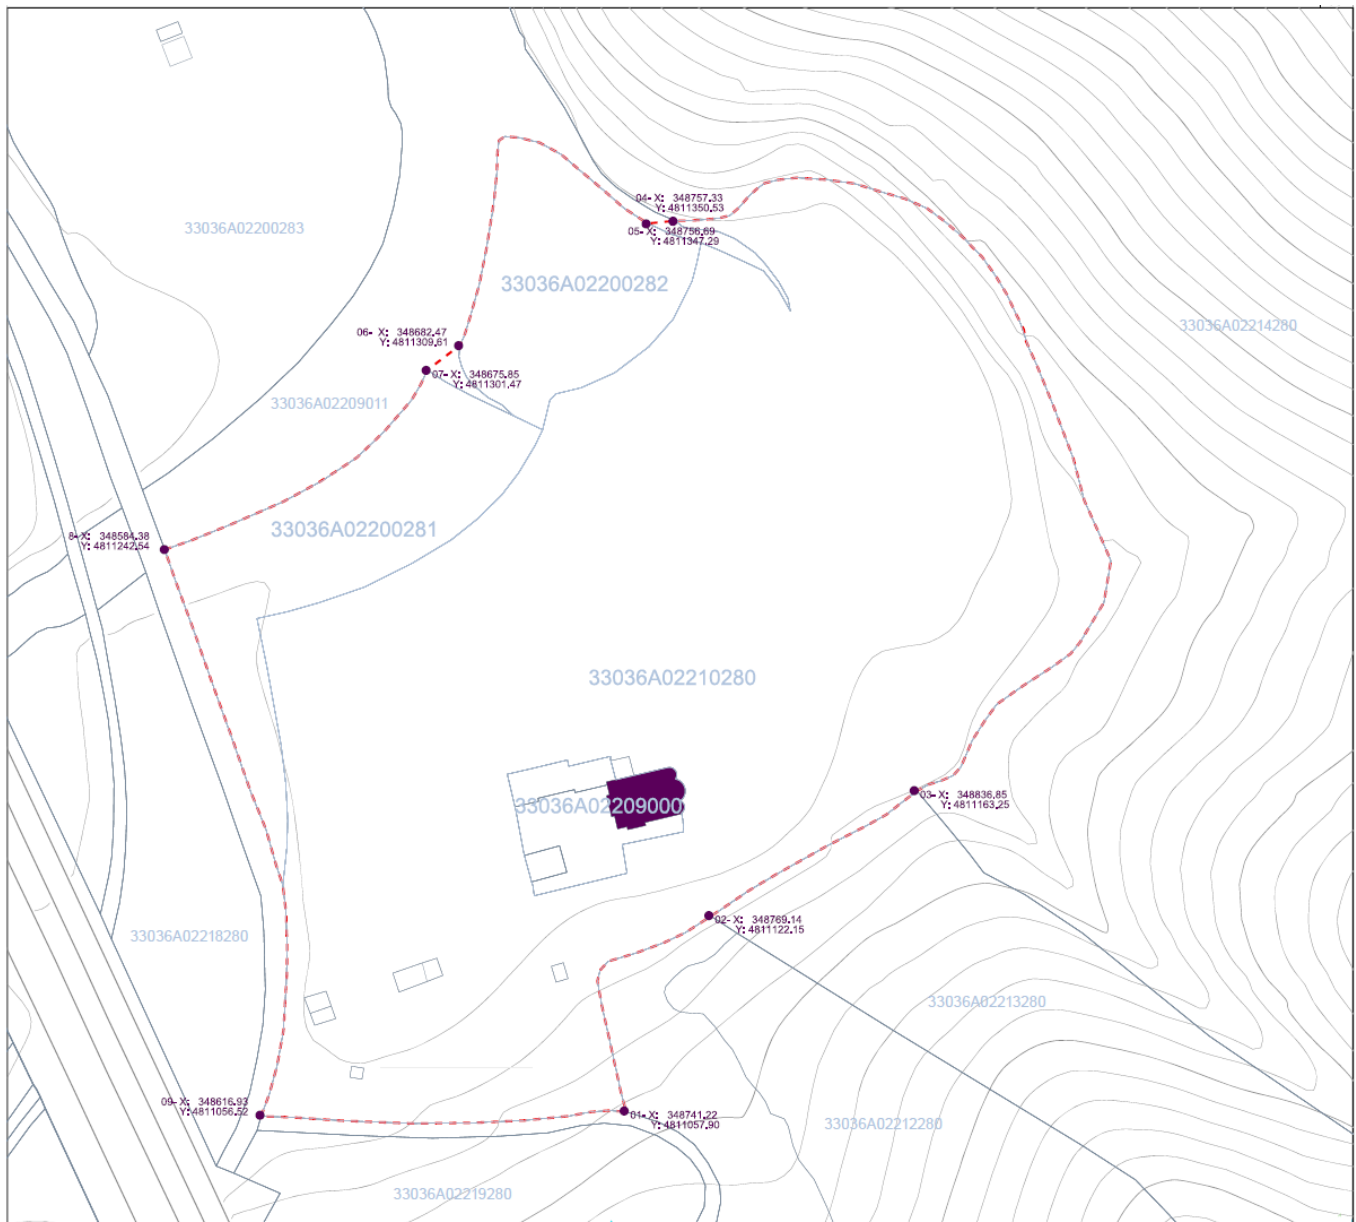 04- X: 348757.33
Y: 4811350.53
33036A02200283
05- X: 348756.69
Y: 4811347.29
33036A02200282
33036A02214280
06- X: 348682.47
Y: 4811309.61
07- X: 348675.85
Y: 4811301.47
33036A02209011
33036A02200281
8- X: 348584.38
Y: 4811242.54
33036A02210280
03- X: 348836.85
Y: 4811163.25
33036A02209000
02- X: 348769.14
Y: 4811122.15
33036A02218280
33036A02213280
09- X: 348616.93
Y: 4811056.52
01- X: 348741.22
Y: 4811057.90
33036A02212280
33036A02219280